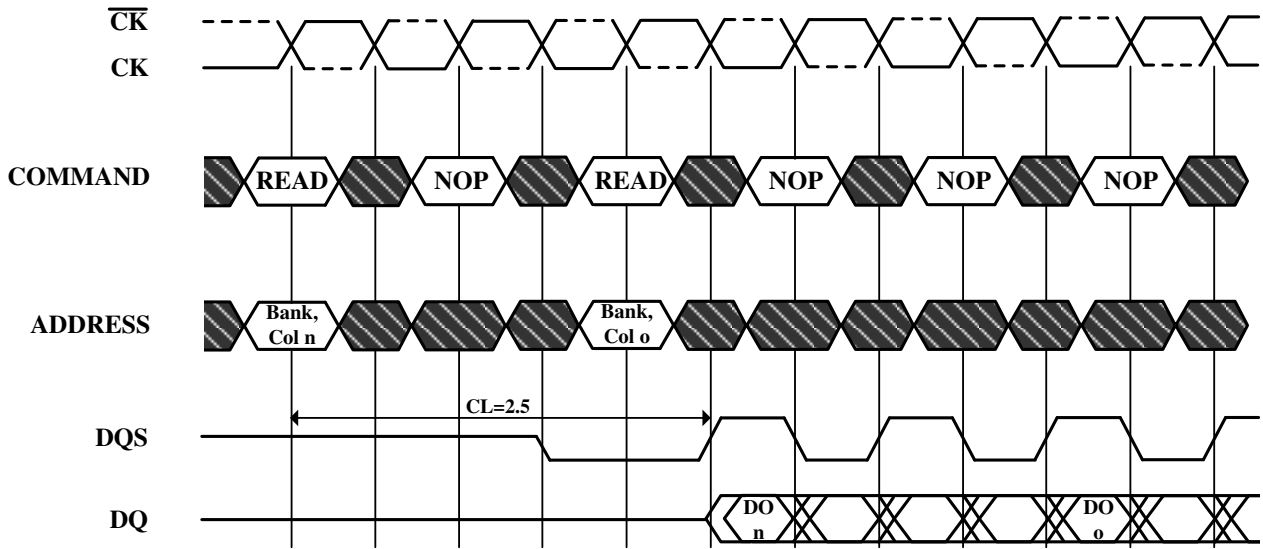 CK
CK
COMMAND
READ
NOP
READ
NOP
NOP
NOP
ADDRESS
Bank,
Col n
Bank,
Col o
CL=2.5
DQS
DQ
DO
n
DO
o